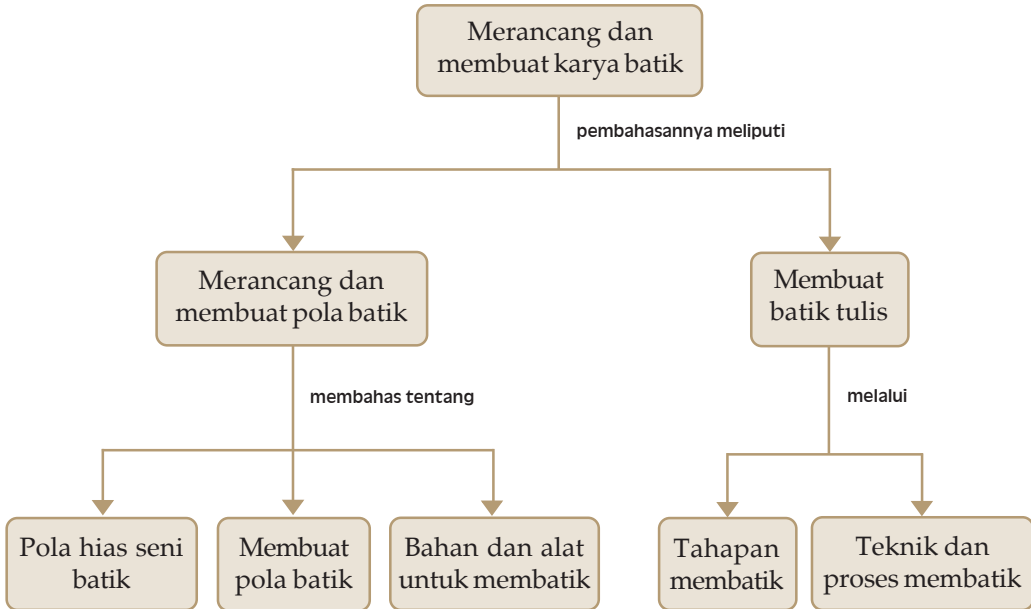 Merancang dan
membuat karya batik
pembahasannya meliputi
Merancang dan
membuat pola batik
Membuat
batik tulis
membahas tentang
melalui
Pola hias seni
batik
Membuat
pola batik
Bahan dan alat
untuk membatik
Tahapan
membatik
Teknik dan
proses membatik